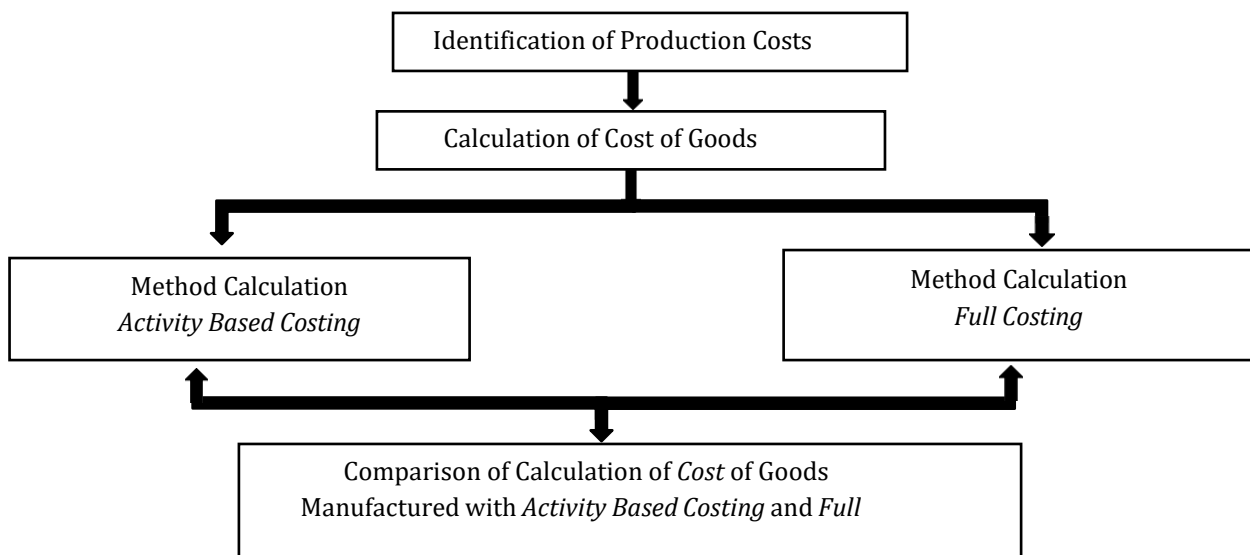 Identification of Production Costs
Calculation of Cost of Goods
Method Calculation
Activity Based Costing
Method Calculation
Full Costing
Comparison of Calculation of Cost of Goods
Manufactured with Activity Based Costing and Full